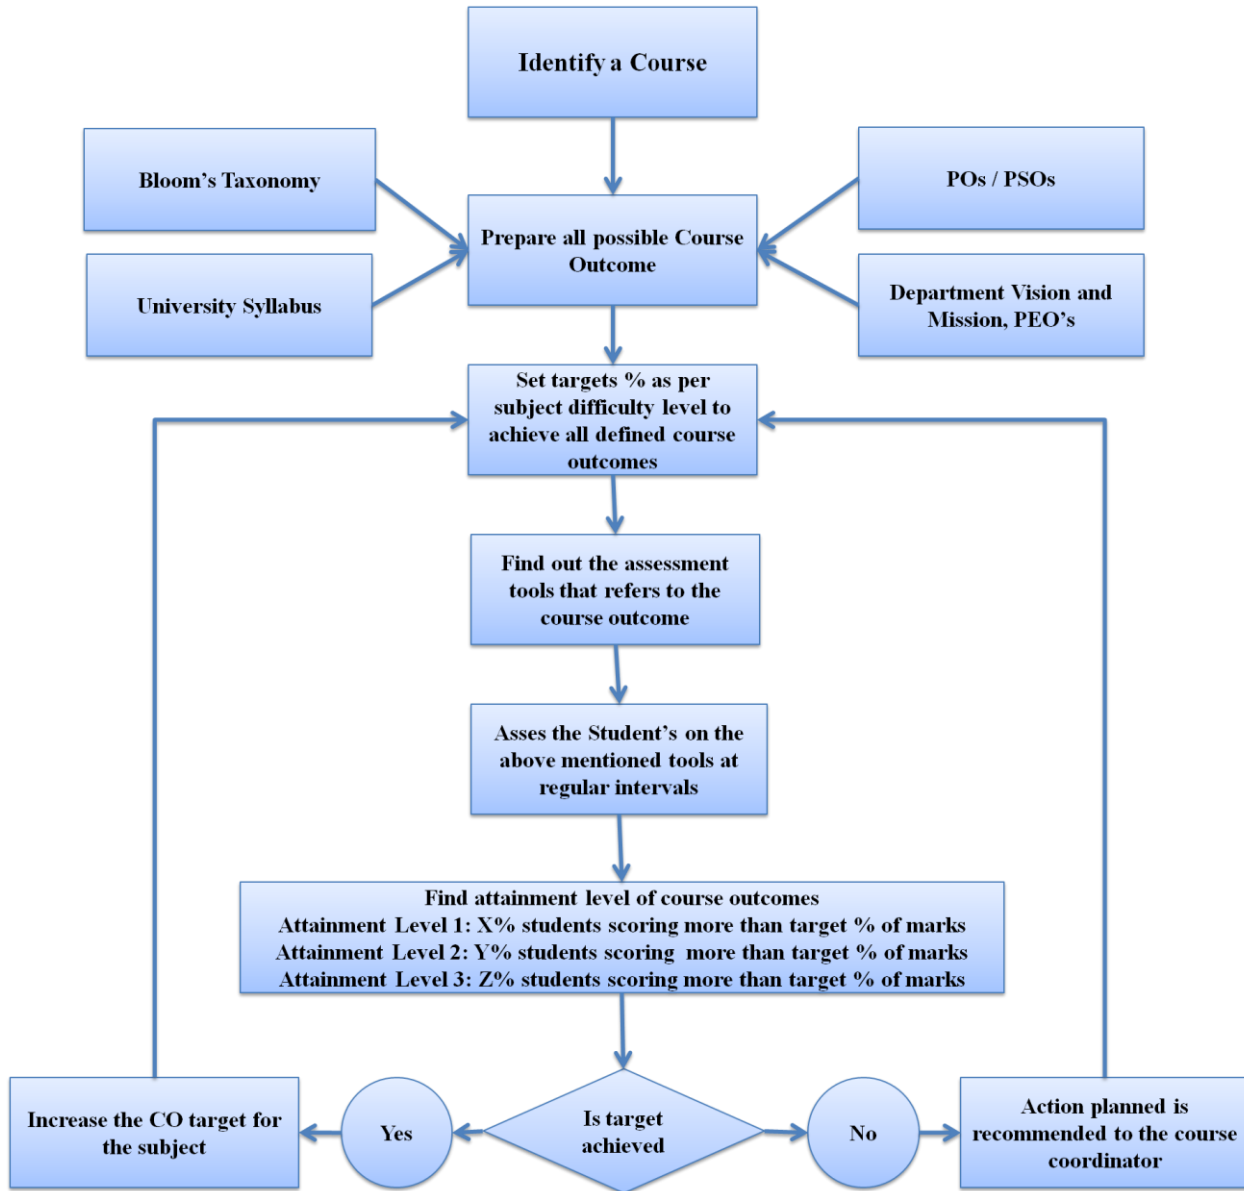 Identify a Course
Bloom's Taxonomy
POs / PSOs
Prepare all possible Course
Outcome
University Syllabus
Department Vision and
Mission, PEO's
Set targets % as per
subject difficulty level to
achieve all defined course
outcomes
Find out the assessment
tools that refers to the
course outcome
Asses the Student's on the
above mentioned tools at
regular intervals
Find attainment level of course outcomes
Attainment Level 1: X% students scoring more than target % of marks
Attainment Level 2: Y% students scoring  more than target % of marks
Attainment Level 3: Z% students scoring more than target % of marks
Increase the CO target for
the subject
Yes
Is target
achieved
No
Action planned is
recommended to the course
coordinator